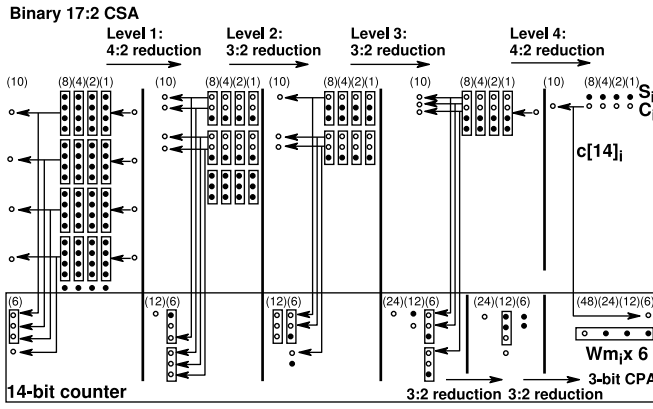 Binary 17:2 CSA
Level 1: Level 2: Level 3: Level 4:
4:2 reduction 3:2 reduction 3:2 reduction 4:2 reduction
(10) (8)(4)(2)(1) (10) (8)(4)(2)(1) (10) (8)(4)(2)(1) (10) (8)(4)(2)(1) (10) (8)(4)(2)(1)
Si
Ci
c[14]i
(6) (12)(6) (12)(6) (24)(12)(6) (24)(12)(6) (48)(24)(12)(6)
Wmix 6
14-bit counter 3:2 reduction 3:2 reduction 3-bit CPA